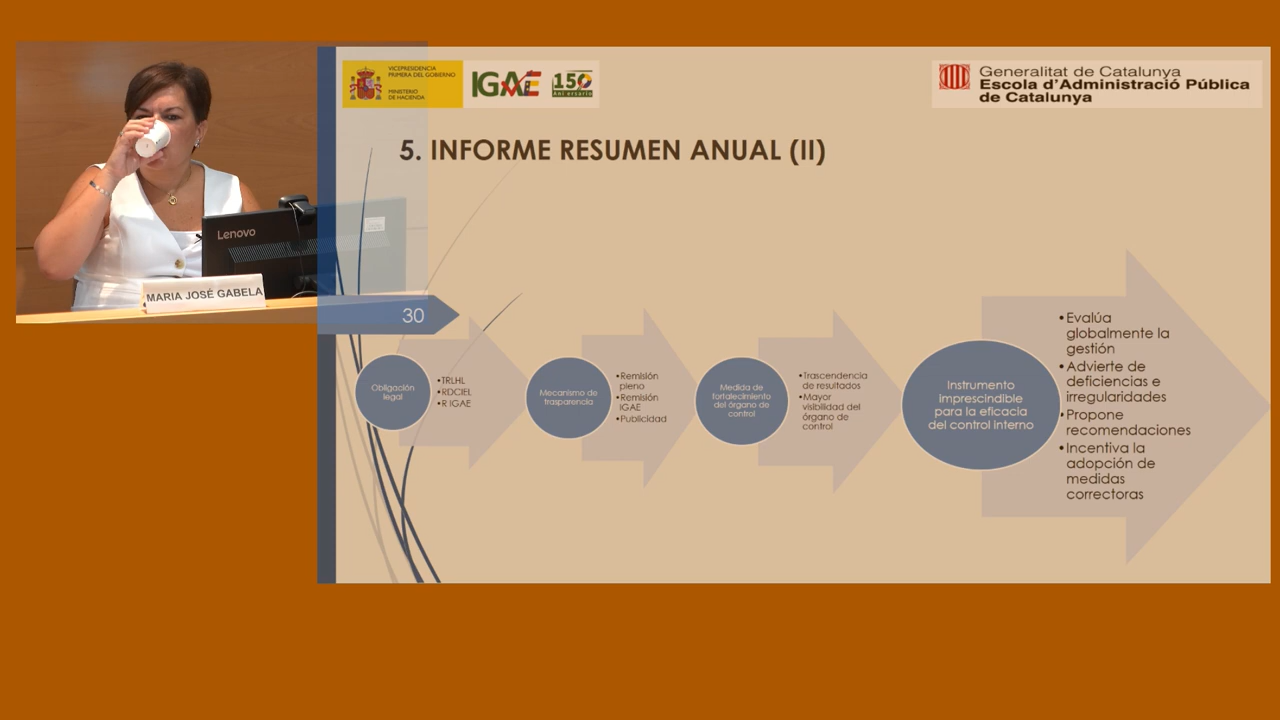 VICEPRESIDENCIA
PRIMERA DEL GOBIERNO
MINISTERIO
DE HACIENDA
IGAE
150
Aniversario
Generalitat de Catalunya
Escola d'Administració Pública
de Catalunya
5. INFORME RESUMEN ANUAL (II)
Lenovo
MARIA JOSÉ GABELA
30
Obligación
legal
•TRLHL
•RDCIEL
•R IGAE
Mecanismo de
trasparencia
•Remisión
pleno
•Remisión
IGAE
•Publicidad
Medida de
fortalecimiento
del órgano de
control
•Trascendencia
de resultados
•Mayor
visibilidad del
órgano de
control
Instrumento
imprescindible
para la eficacia
del control interno
•Evalúa
globalmente la
gestión
•Advierte de
deficiencias e
irregularidades
•Propone
recomendaciones
•Incentiva la
adopción de
medidas
correctoras